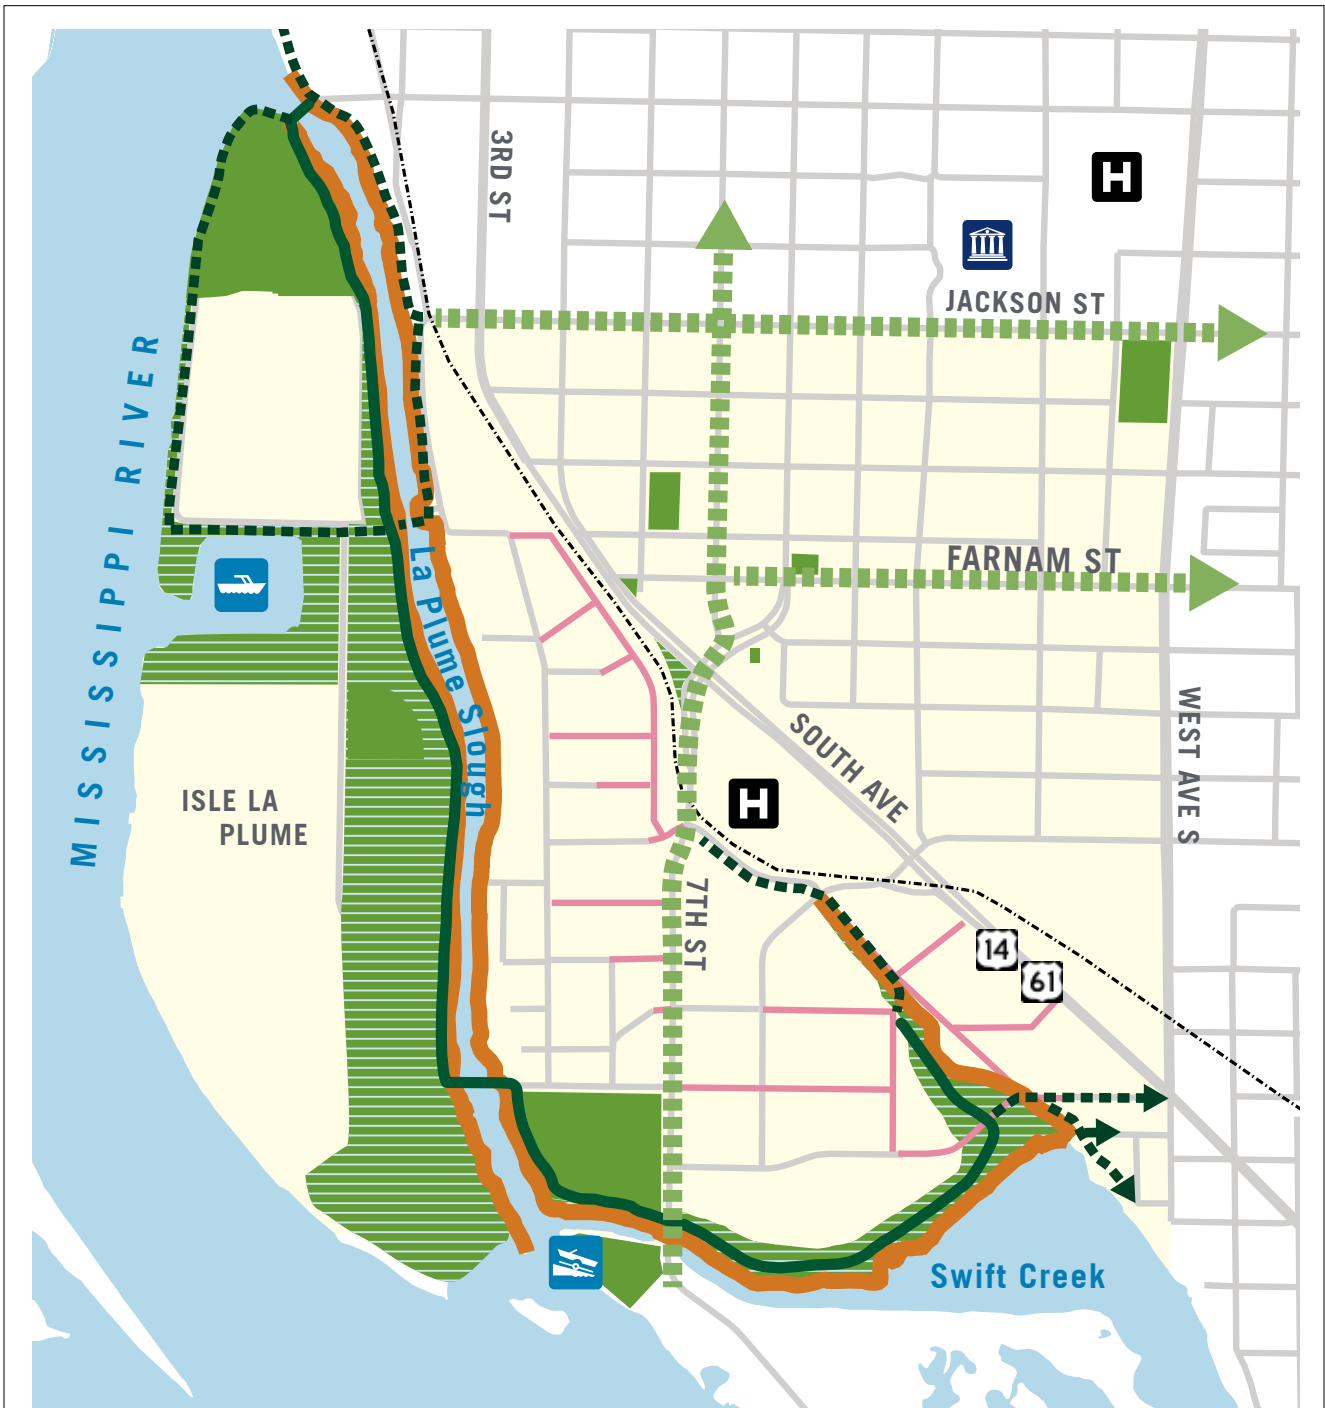 3RD ST
H
JACKSON ST
MISSISSIPPI RIVER
FARNAM ST
La Plume Slough
WEST AVE S
SOUTH AVE
ISLE LA
PLUME
H
7TH ST
14
61
Swift Creek